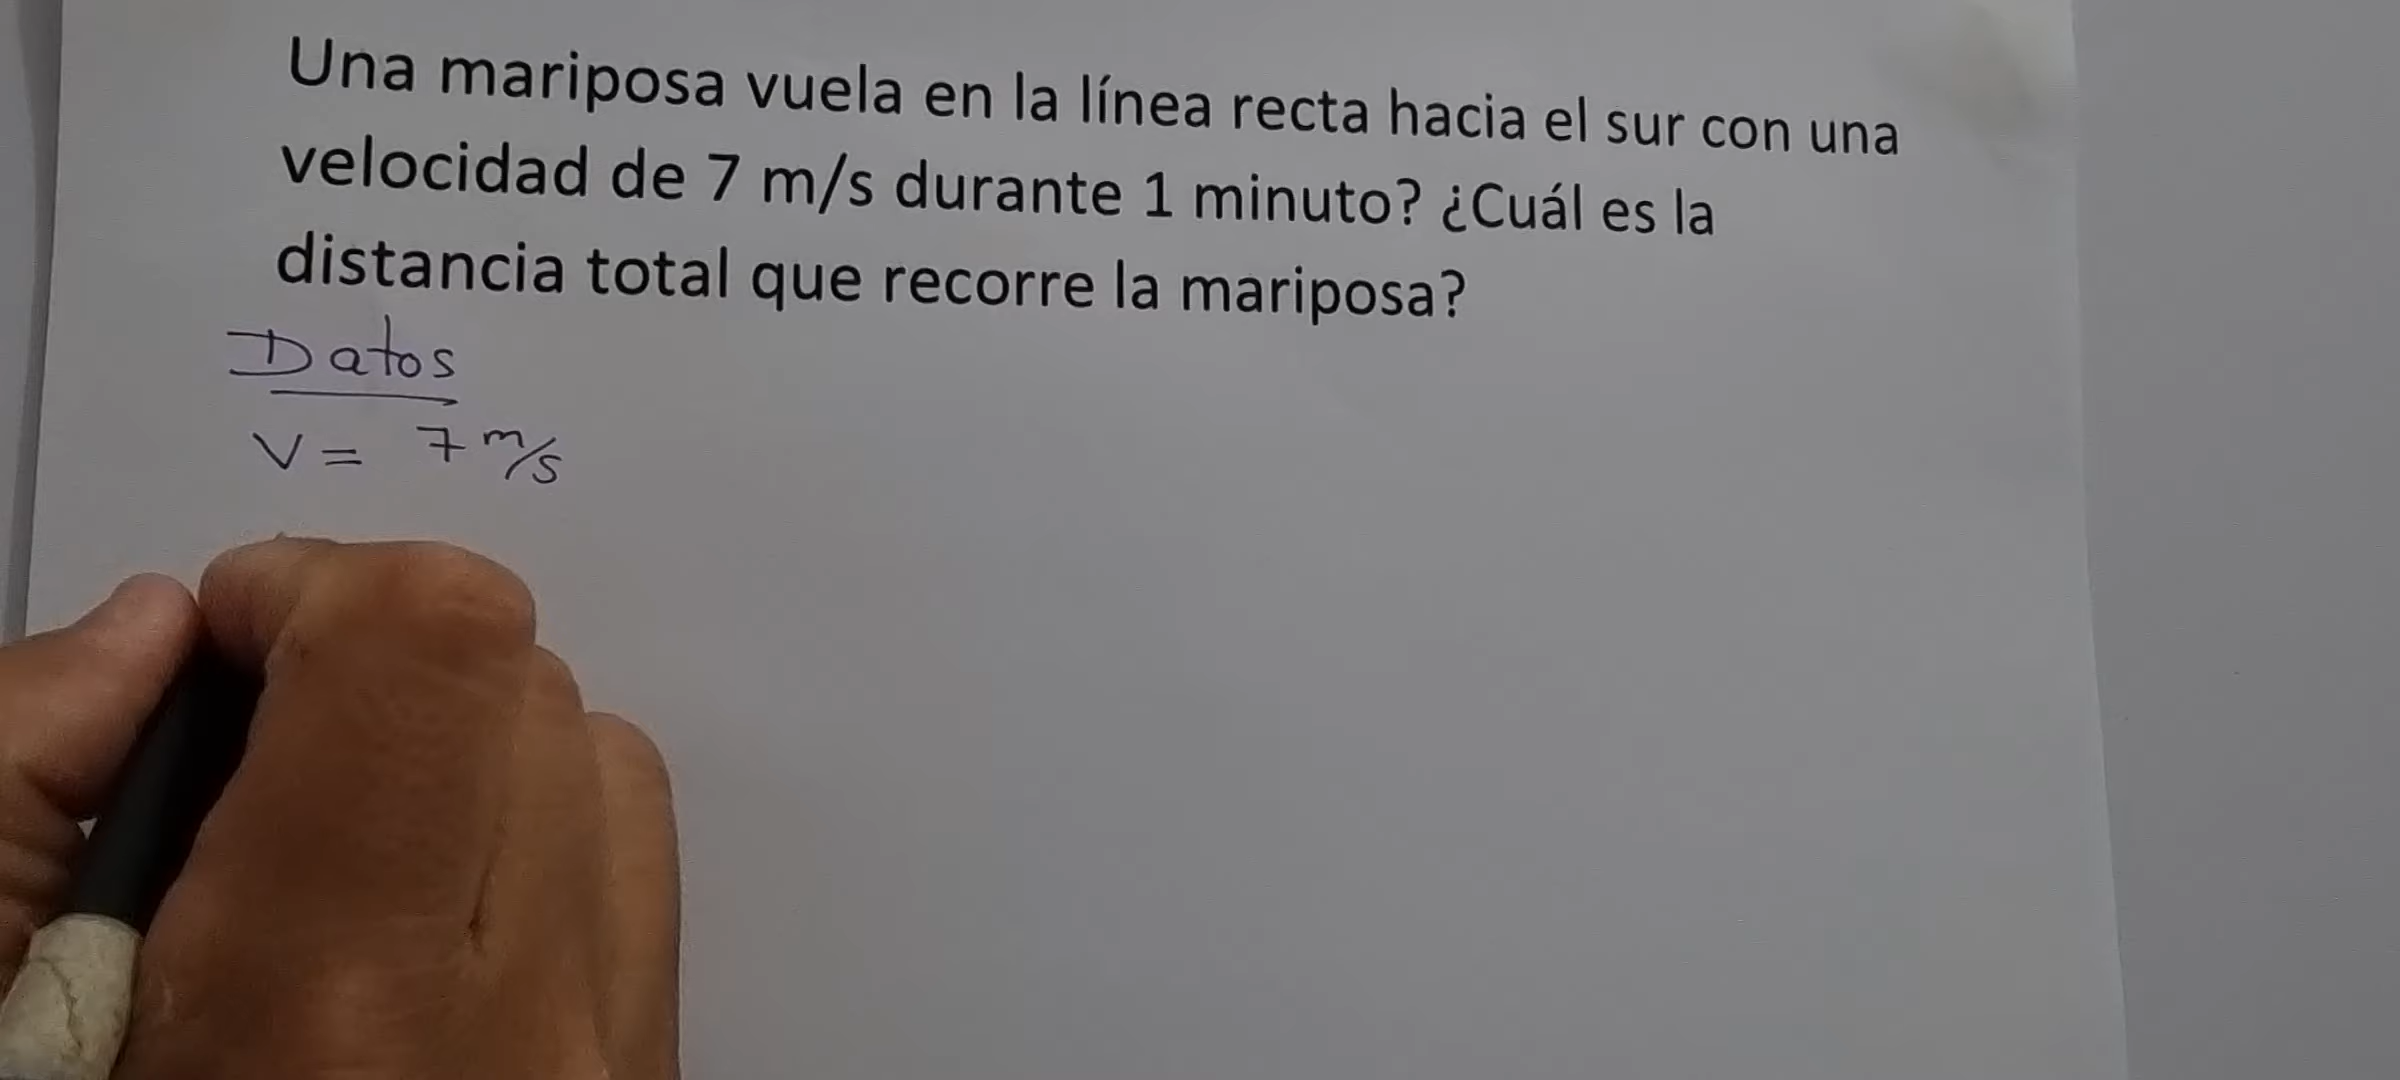 Una mariposa vuela en la línea recta hacia el sur con una
velocidad de 7 m/s durante 1 minuto? ¿Cuál es la
distancia total que recorre la mariposa?
Datos
V = 7 m/s